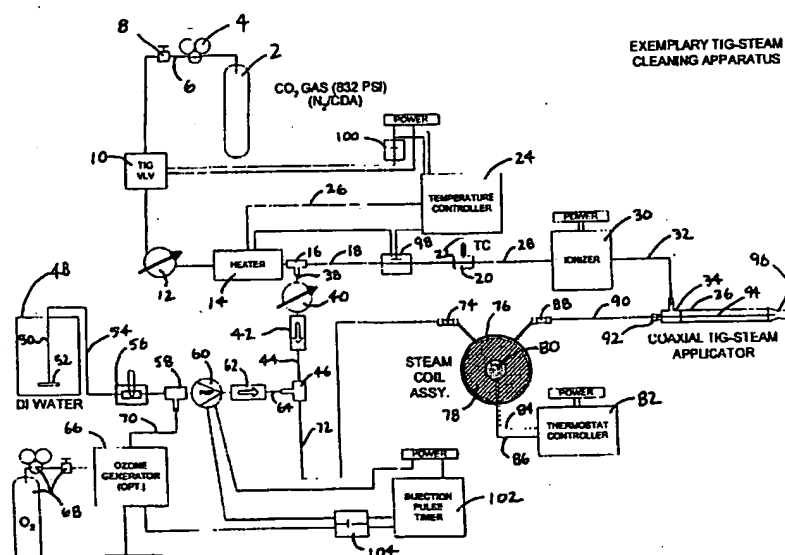 EXEMPLARY TIG-STEAM
CLEANING APPARATUS
8
4
6
2
CO2 GAS (832 PSI)
(N2/CDA)
POWER
100
10
TIG
VLV
24
26
TEMPERATURE
CONTROLLER
POWER
30
12
HEATER
14
16
18
38
98
22
TC
20
28
IONIZER
32
34
36
94
96
40
48
42
74
76
88
90
92
COAXIAL TIG-STEAM
APPLICATOR
50
54
56
52
58
60
62
44
46
64
STEAM
COIL
ASSY.
80
78
POWER
82
DI WATER
70
72
84
86
THERMOSTAT
CONTROLLER
66
OZONE
GENERATOR
(OPT.)
68
O2
POWER
INJECTION
PULSE
TIMER
102
104